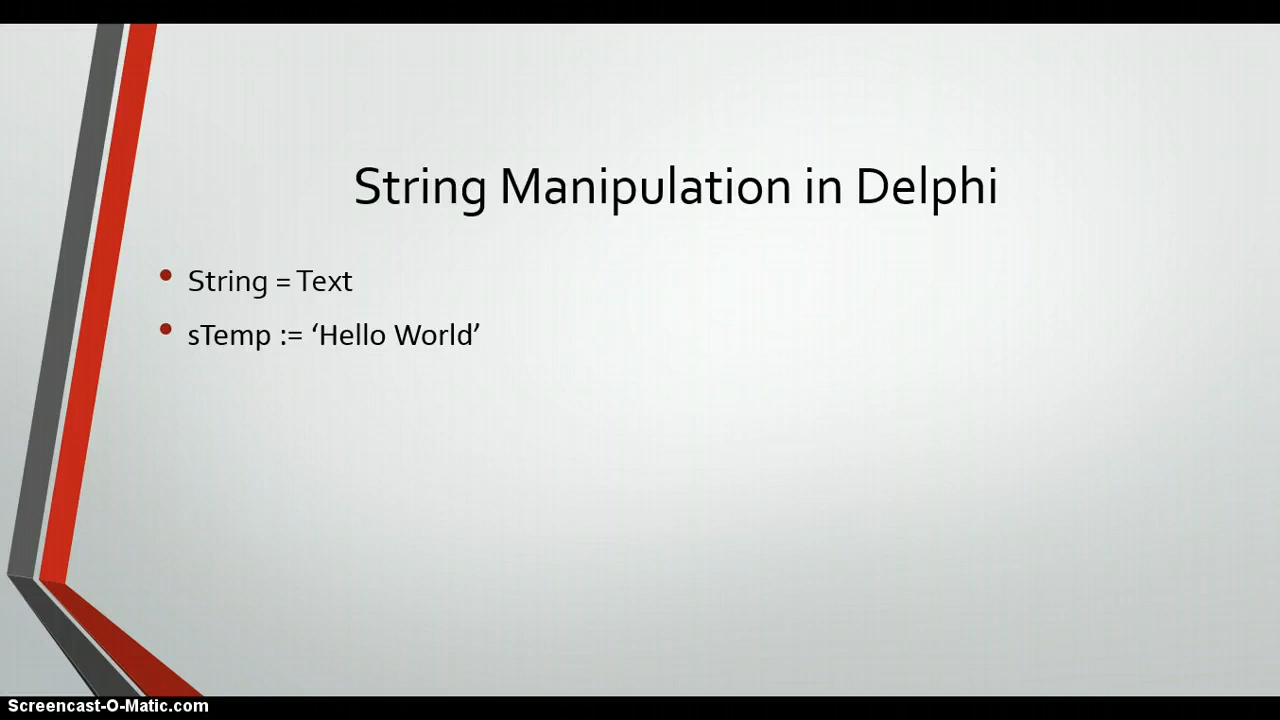 String Manipulation in Delphi
• String = Text
• sTemp := ‘Hello World’
Screencast-O-Matic.com